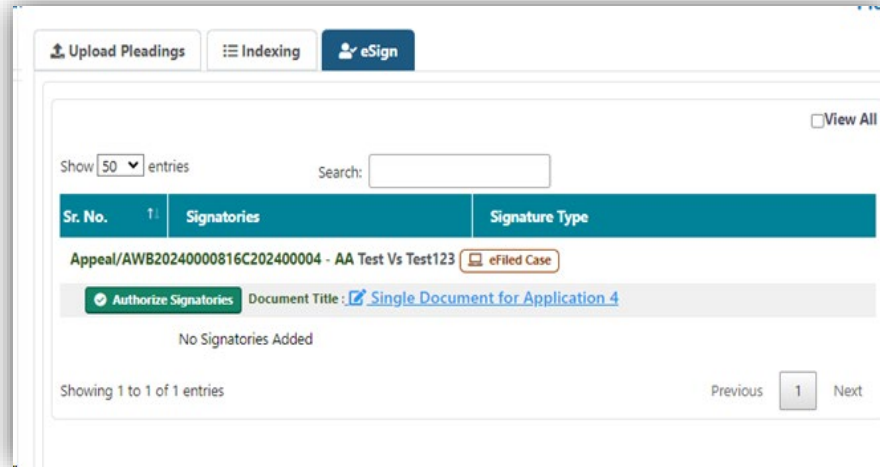 Upload Pleadings Indexing eSign
View All
Show 50 entries Search:
Sr. No. Signatories Signature Type
Appeal/AWB20240000816C202400004 - AA Test Vs Test123 eFiled Case
Authorize Signatories Document Title : Single Document for Application 4
No Signatories Added
Showing 1 to 1 of 1 entries Previous 1 Next